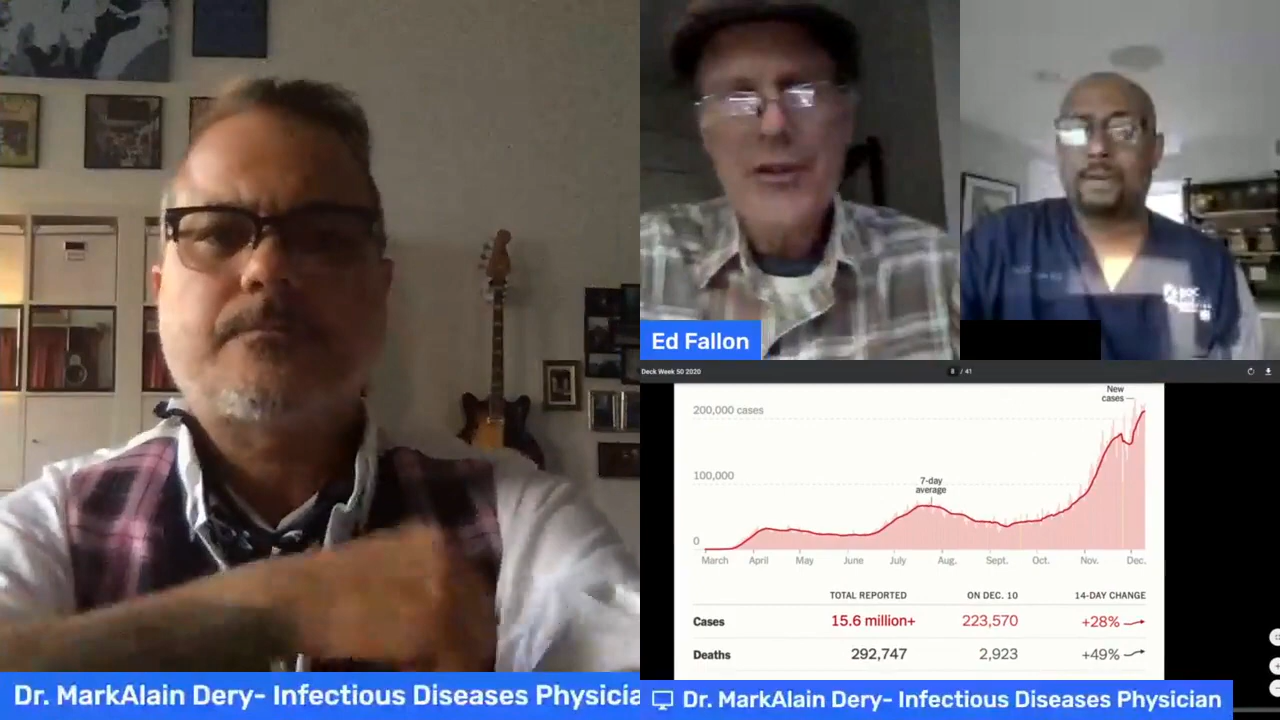 Ed Fallon
Deck Week 50 2020
8 / 41
New
cases
200,000 cases
100,000
7-day
average
0
March April May June July Aug. Sept. Oct. Nov. Dec.
TOTAL REPORTED ON DEC. 10 14-DAY CHANGE
Cases 15.6 million+ 223,570 +28%
Deaths 292,747 2,923 +49%
Dr. MarkAlain Dery- Infectious Diseases Physicia
Dr. MarkAlain Dery- Infectious Diseases Physician